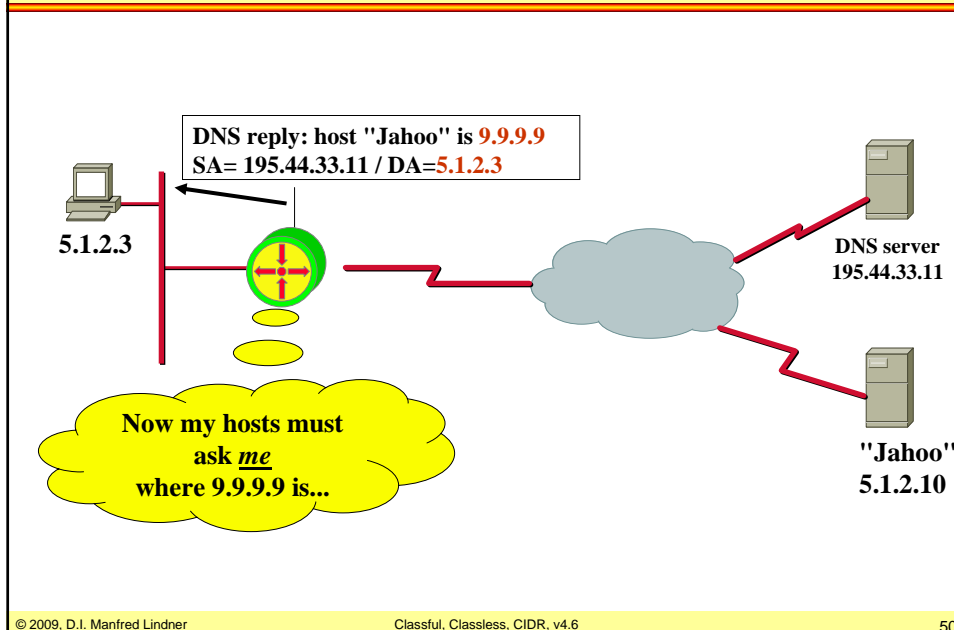 DNS reply: host "Jahoo" is 9.9.9.9
SA= 195.44.33.11 / DA=5.1.2.3
5.1.2.3
DNS server
195.44.33.11
Now my hosts must
ask me
where 9.9.9.9 is...
"Jahoo"
5.1.2.10
© 2009, D.I. Manfred Lindner
Classful, Classless, CIDR, v4.6
50